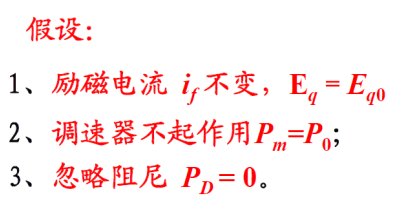 假设：
1、励磁电流 if不变，Eq = Eq0
2、调速器不起作用Pm=P0；
3、忽略阻尼 PD = 0。